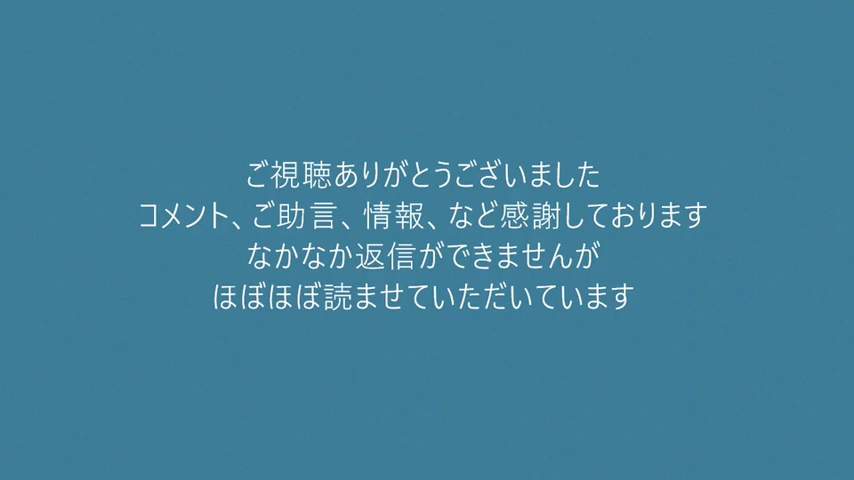 ご視聴ありがとうございました
コメント、ご助言、情報、など感謝しております
なかなか返信ができませんが
ほぼほぼ読ませていただいています